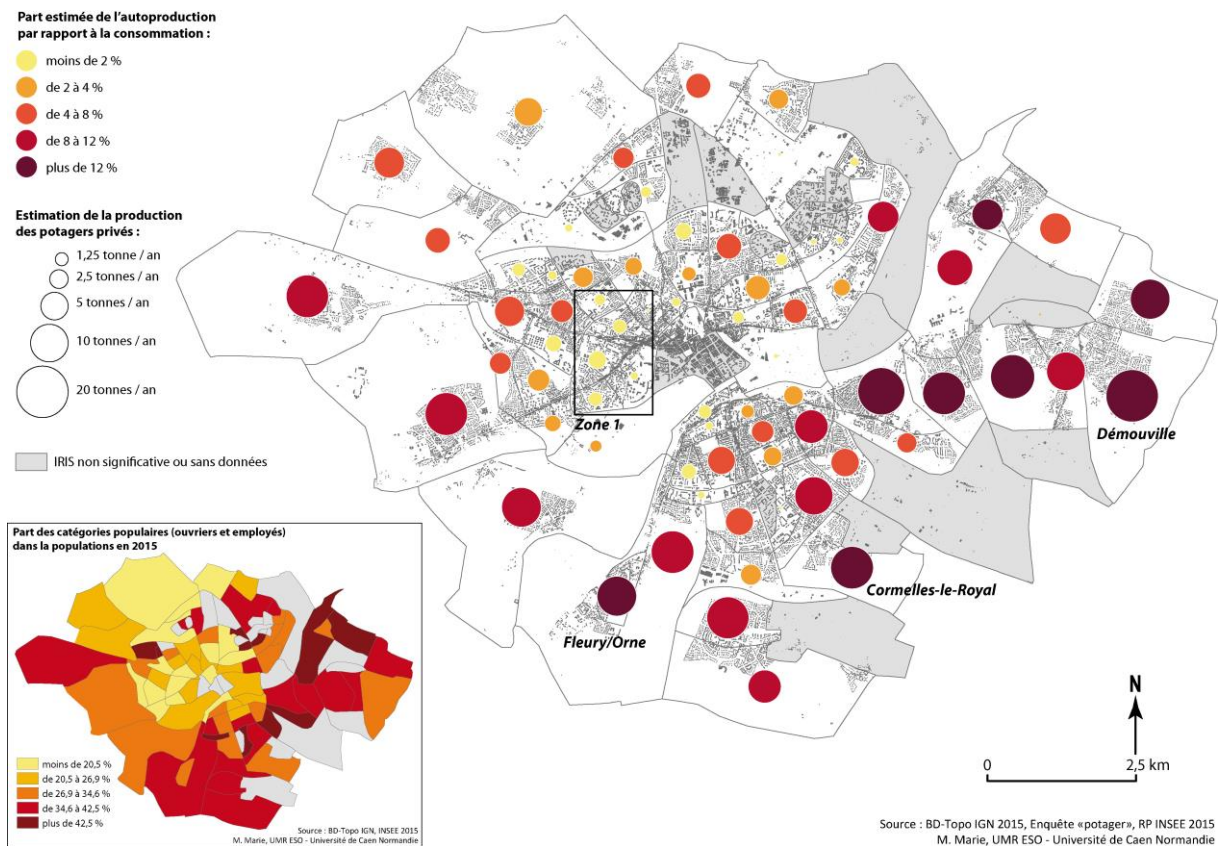 Part estimée de l'autoproduction
par rapport à la consommation :
moins de 2 %
de 2 à 4 %
de 4 à 8 %
de 8 à 12 %
plus de 12 %
Estimation de la production
des potagers privés :
1,25 tonne / an
2,5 tonnes / an
5 tonnes / an
10 tonnes / an
20 tonnes / an
IRIS non significative ou sans données
Zone 1
Démouville
Cormelles-le-Royal
Fleury/Orne
Part des catégories populaires (ouvriers et employés)
dans la populations en 2015
moins de 20,5 %
de 20,5 à 26,9 %
de 26,9 à 34,6 %
de 34,6 à 42,5 %
plus de 42,5 %
Source : BD-Topo IGN, INSEE 2015
M. Marie, UMR ESO - Université de Caen Normandie
N
0 2,5 km
Source : BD-Topo IGN 2015, Enquête «potager», RP INSEE 2015
M. Marie, UMR ESO - Université de Caen Normandie